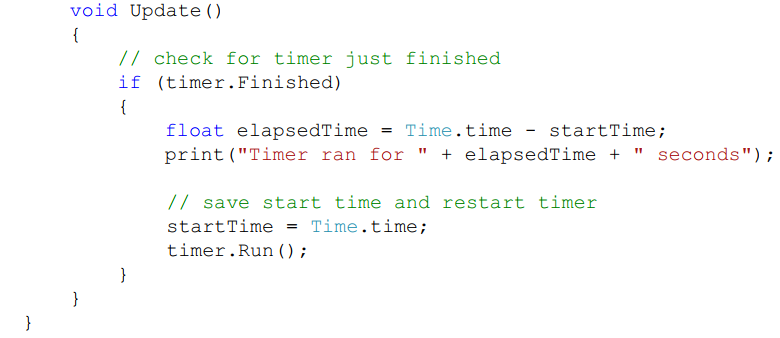 void Update()
{
// check for timer just finished
if (timer.Finished)
{
float elapsedTime = Time.time - startTime;
print("Timer ran for " + elapsedTime + " seconds");
// save start time and restart timer
startTime = Time.time;
timer.Run();
}
}
}